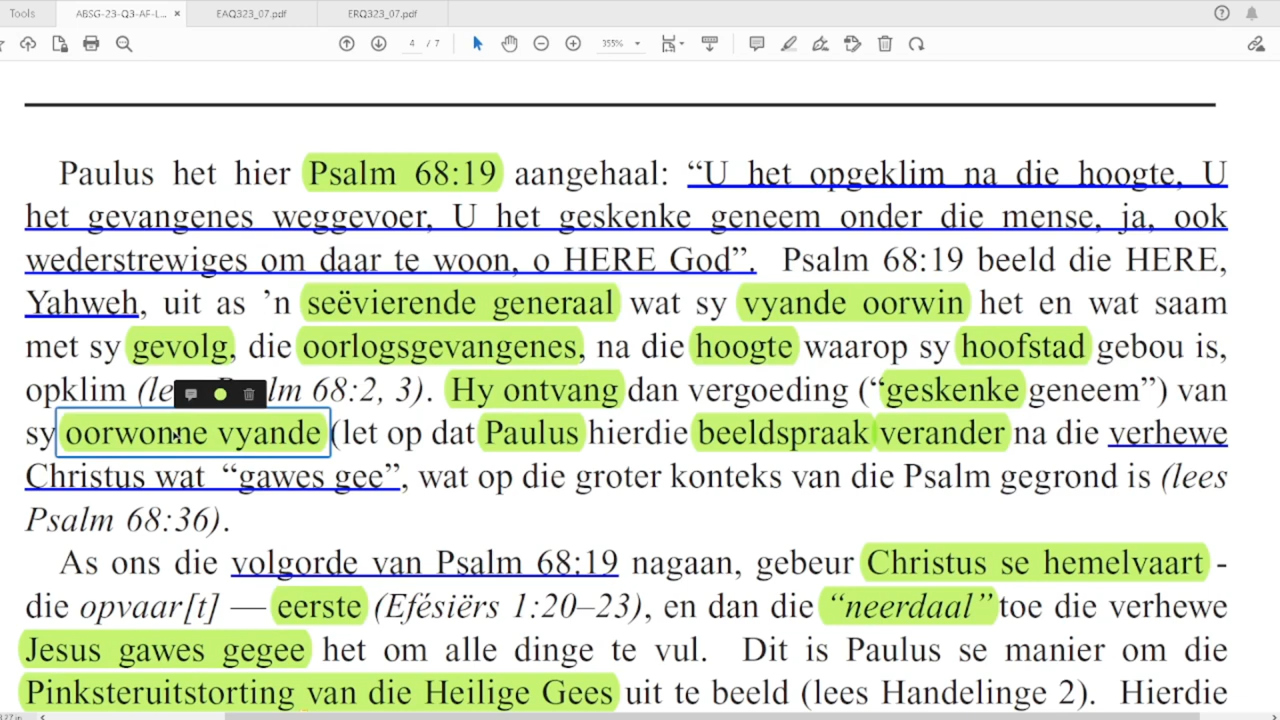 Tools ABSG-23-Q3-AF-L... × EAQ323_07.pdf ERQ323_07.pdf
4 / 7 355%
Paulus het hier Psalm 68:19 aangehaal: “U het opgeklim na die hoogte, U
het gevangenes weggevoer, U het geskenke geneem onder die mense, ja, ook
wederstrewiges om daar te woon, o HERE God”. Psalm 68:19 beeld die HERE,
Yahweh, uit as ’n seëvierende generaal wat sy vyande oorwin het en wat saam
met sy gevolg, die oorlogsgevangenes, na die hoogte waarop sy hoofstad gebou is,
opklim (le lm 68:2, 3). Hy ontvang dan vergoeding (“geskenke geneem”) van
sy oorwonne vyande (let op dat Paulus hierdie beeldspraak verander na die verhewe
Christus wat “gawes gee”, wat op die groter konteks van die Psalm gegrond is (lees
Psalm 68:36).
As ons die volgorde van Psalm 68:19 nagaan, gebeur Christus se hemelvaart -
die opvaar[t] — eerste (Efésiërs 1:20–23), en dan die “neerdaal” toe die verhewe
Jesus gawes gegee het om alle dinge te vul. Dit is Paulus se manier om die
Pinksteruitstorting van die Heilige Gees uit te beeld (lees Handelinge 2). Hierdie